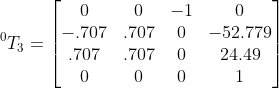 ⁰T₃ = [ 0 0 −1 0
−.707 .707 0 −52.779
.707 .707 0 24.49
0 0 0 1 ]